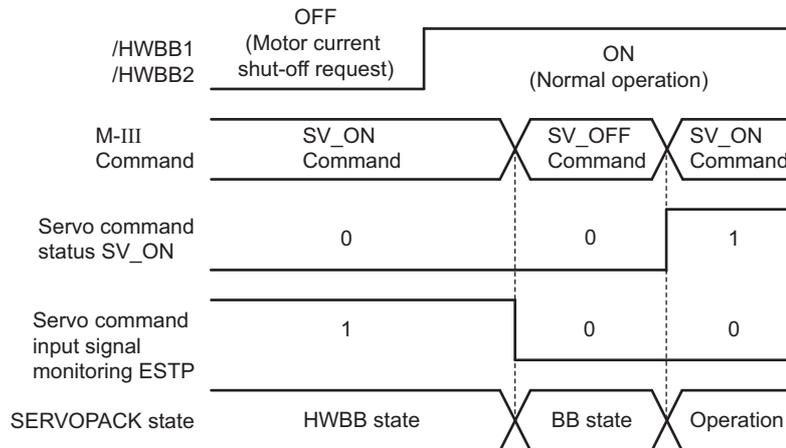 OFF
(Motor current
shut-off request)
/HWBB1
/HWBB2
ON
(Normal operation)
M-III
Command
SV_ON
Command
SV_OFF
Command
SV_ON
Command
Servo command
status SV_ON
0
0
1
Servo command
input signal
monitoring ESTP
1
0
0
SERVOPACK state
HWBB state
BB state
Operation